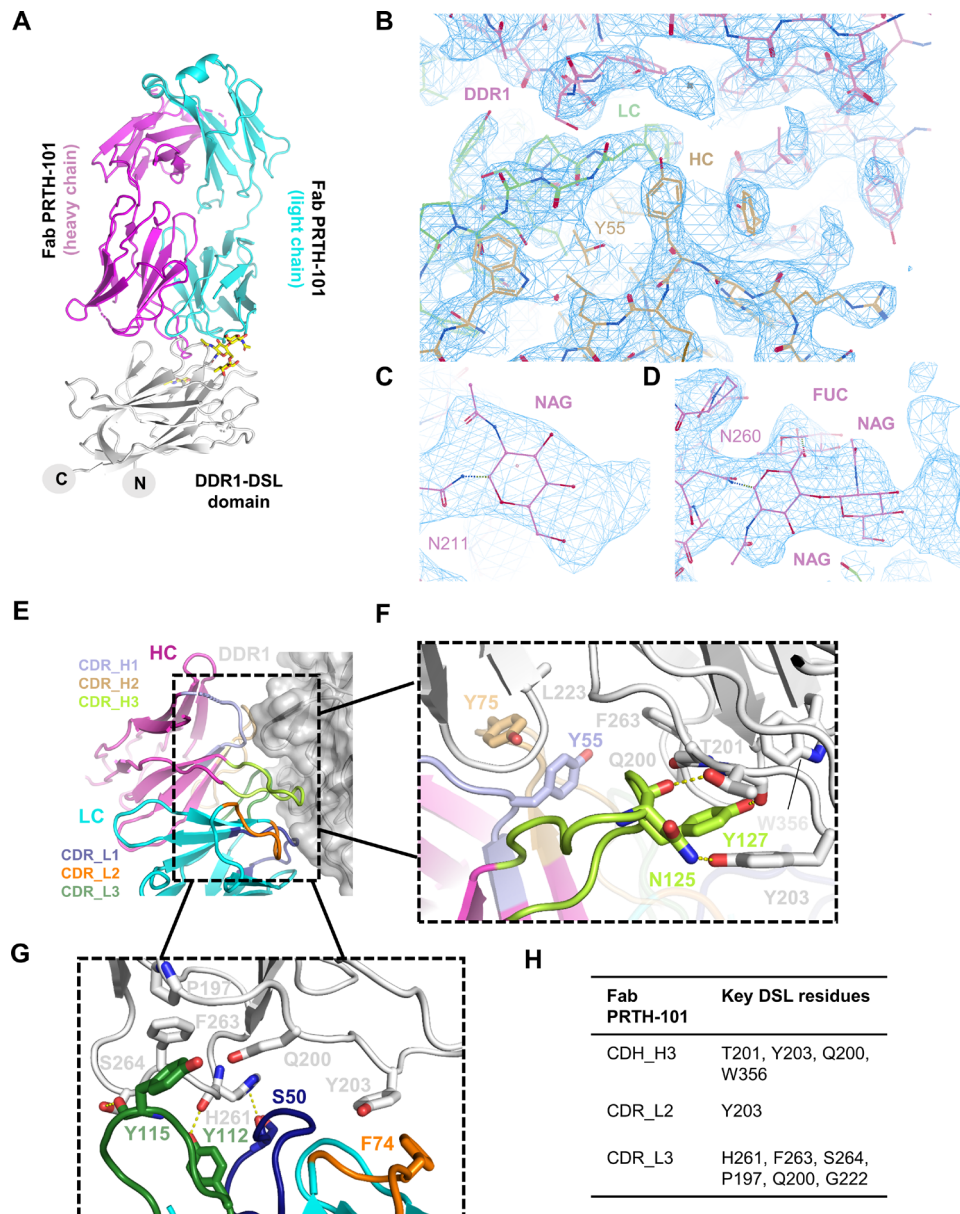 A
Fab PRTH-101
(heavy chain)
Fab PRTH-101
(light chain)
C
N
DDR1-DSL
domain
B
DDR1
LC
HC
Y55
C
NAG
N211
D
FUC
N260
NAG
NAG
E
HC
DDR1
CDR_H1
CDR_H2
CDR_H3
LC
CDR_L1
CDR_L2
CDR_L3
F
L223
Y75
F263
Y55
T201
Q200
W356
Y127
N125
Y203
G
P197
F263
S264
Q200
Y203
S50
H261
Y115
Y112
F74
H
Fab PRTH-101 Key DSL residues
CDH_H3 T201, Y203, Q200,
W356
CDR_L2 Y203
CDR_L3 H261, F263, S264,
P197, Q200, G222